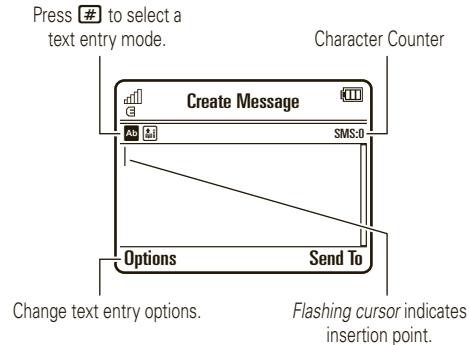 Press # to select a
text entry mode.
Character Counter
Create Message
Ab
SMS:0
Options
Send To
Change text entry options.
Flashing cursor indicates
insertion point.